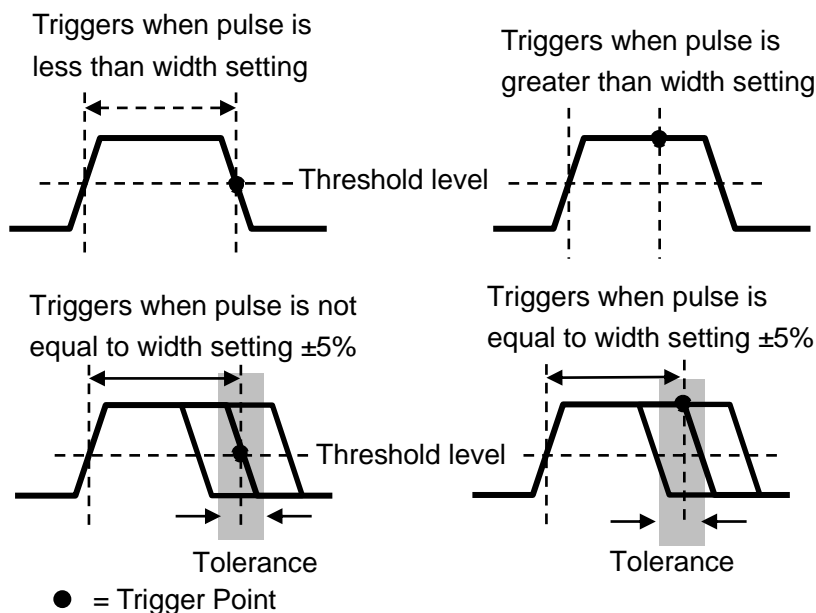 Triggers when pulse is
less than width setting
Triggers when pulse is
greater than width setting
Threshold level
Triggers when pulse is not
equal to width setting ±5%
Triggers when pulse is
equal to width setting ±5%
Threshold level
Tolerance
Tolerance
= Trigger Point